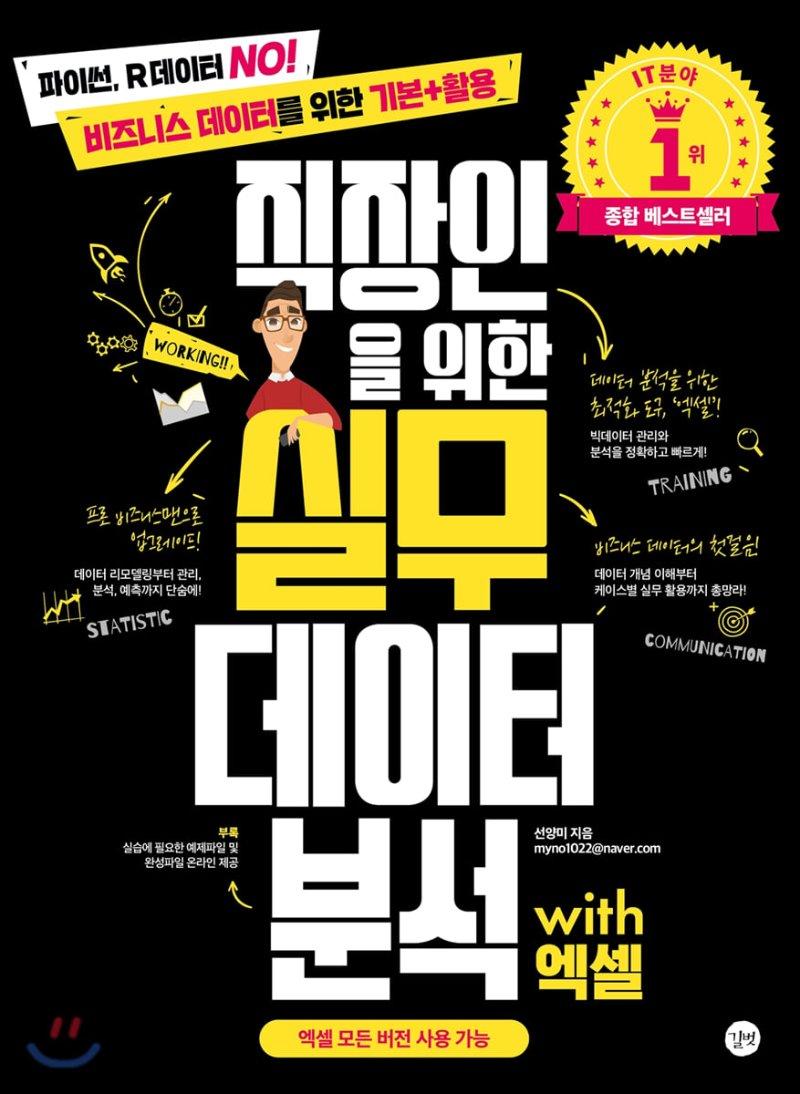 파이썬, R 데이터 NO!
비즈니스 데이터를 위한 기본+활용
IT 분야
1위
종합 베스트셀러
직장인
을 위한
실무
데이터
분석
with
엑셀
WORKING!!
데이터 분석을 위한
최적화 도구, '엑셀'!
빅데이터 관리와
분석을 정확하고 빠르게!
TRAINING
프로 비즈니스맨으로
업그레이드!
데이터 리모델링부터 관리,
분석, 예측까지 단숨에!
STATISTIC
비즈니스 데이터의 첫걸음!
데이터 개념 이해부터
케이스별 실무 활용까지 총망라!
COMMUNICATION
부록
실습에 필요한 예제파일 및
완성파일 온라인 제공
선양미 지음
myno1022@naver.com
엑셀 모든 버전 사용 가능
길벗